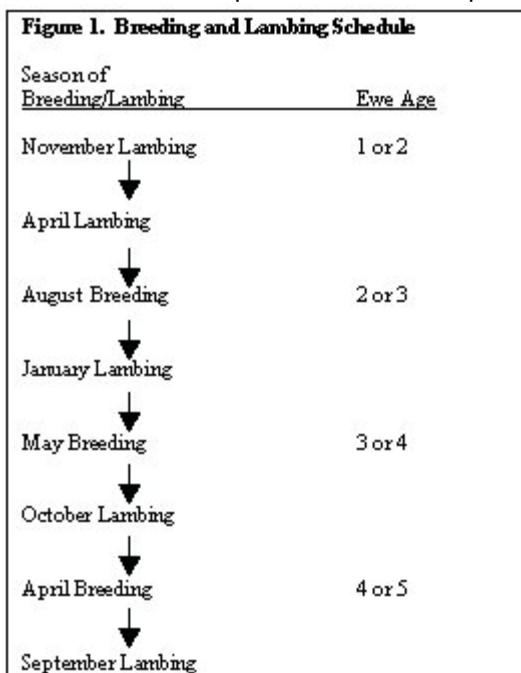 Figure 1. Breeding and Lambing Schedule
Season of
Breeding/Lambing Ewe Age
November Lambing 1 or 2
April Lambing
August Breeding 2 or 3
January Lambing
May Breeding 3 or 4
October Lambing
April Breeding 4 or 5
September Lambing